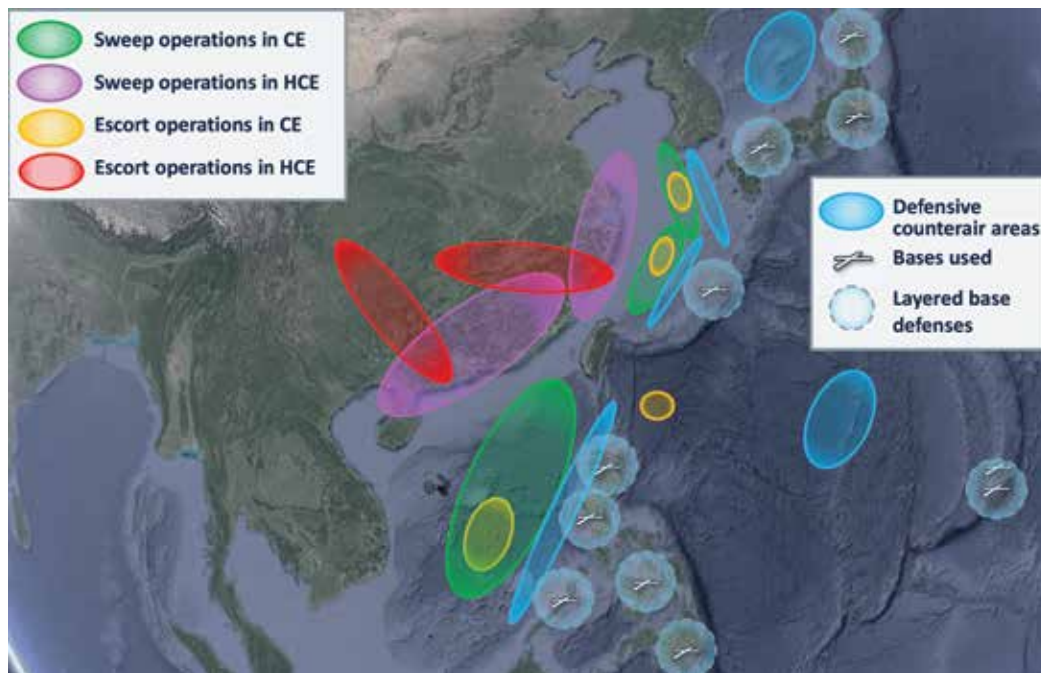 Sweep operations in CE
Sweep operations in HCE
Escort operations in CE
Escort operations in HCE
Defensive
counterair areas
Bases used
Layered base
defenses